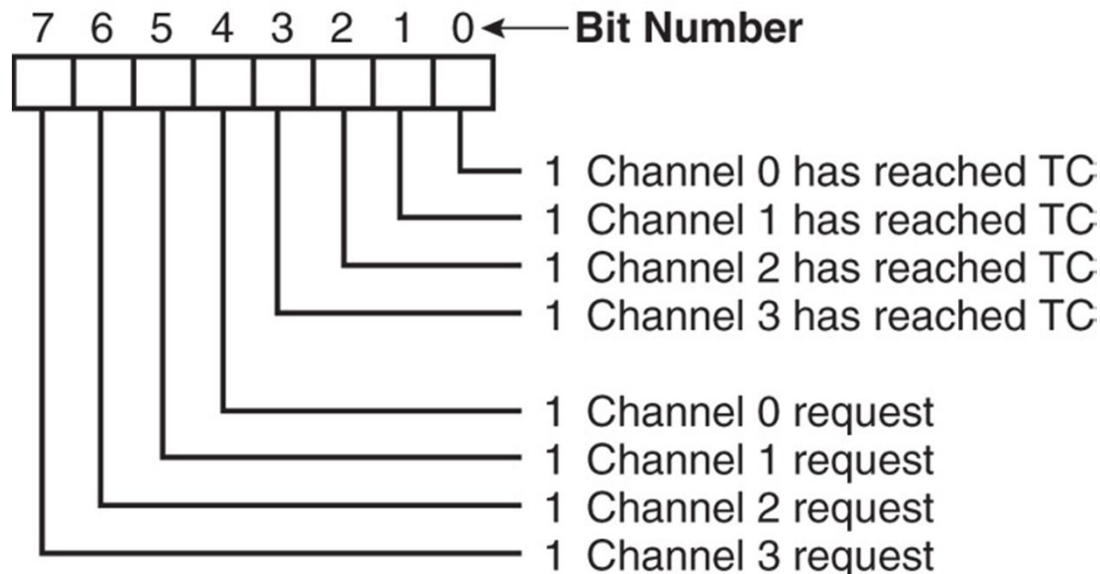 7 6 5 4 3 2 1 0 Bit Number
1 Channel 0 has reached TC
1 Channel 1 has reached TC
1 Channel 2 has reached TC
1 Channel 3 has reached TC
1 Channel 0 request
1 Channel 1 request
1 Channel 2 request
1 Channel 3 request